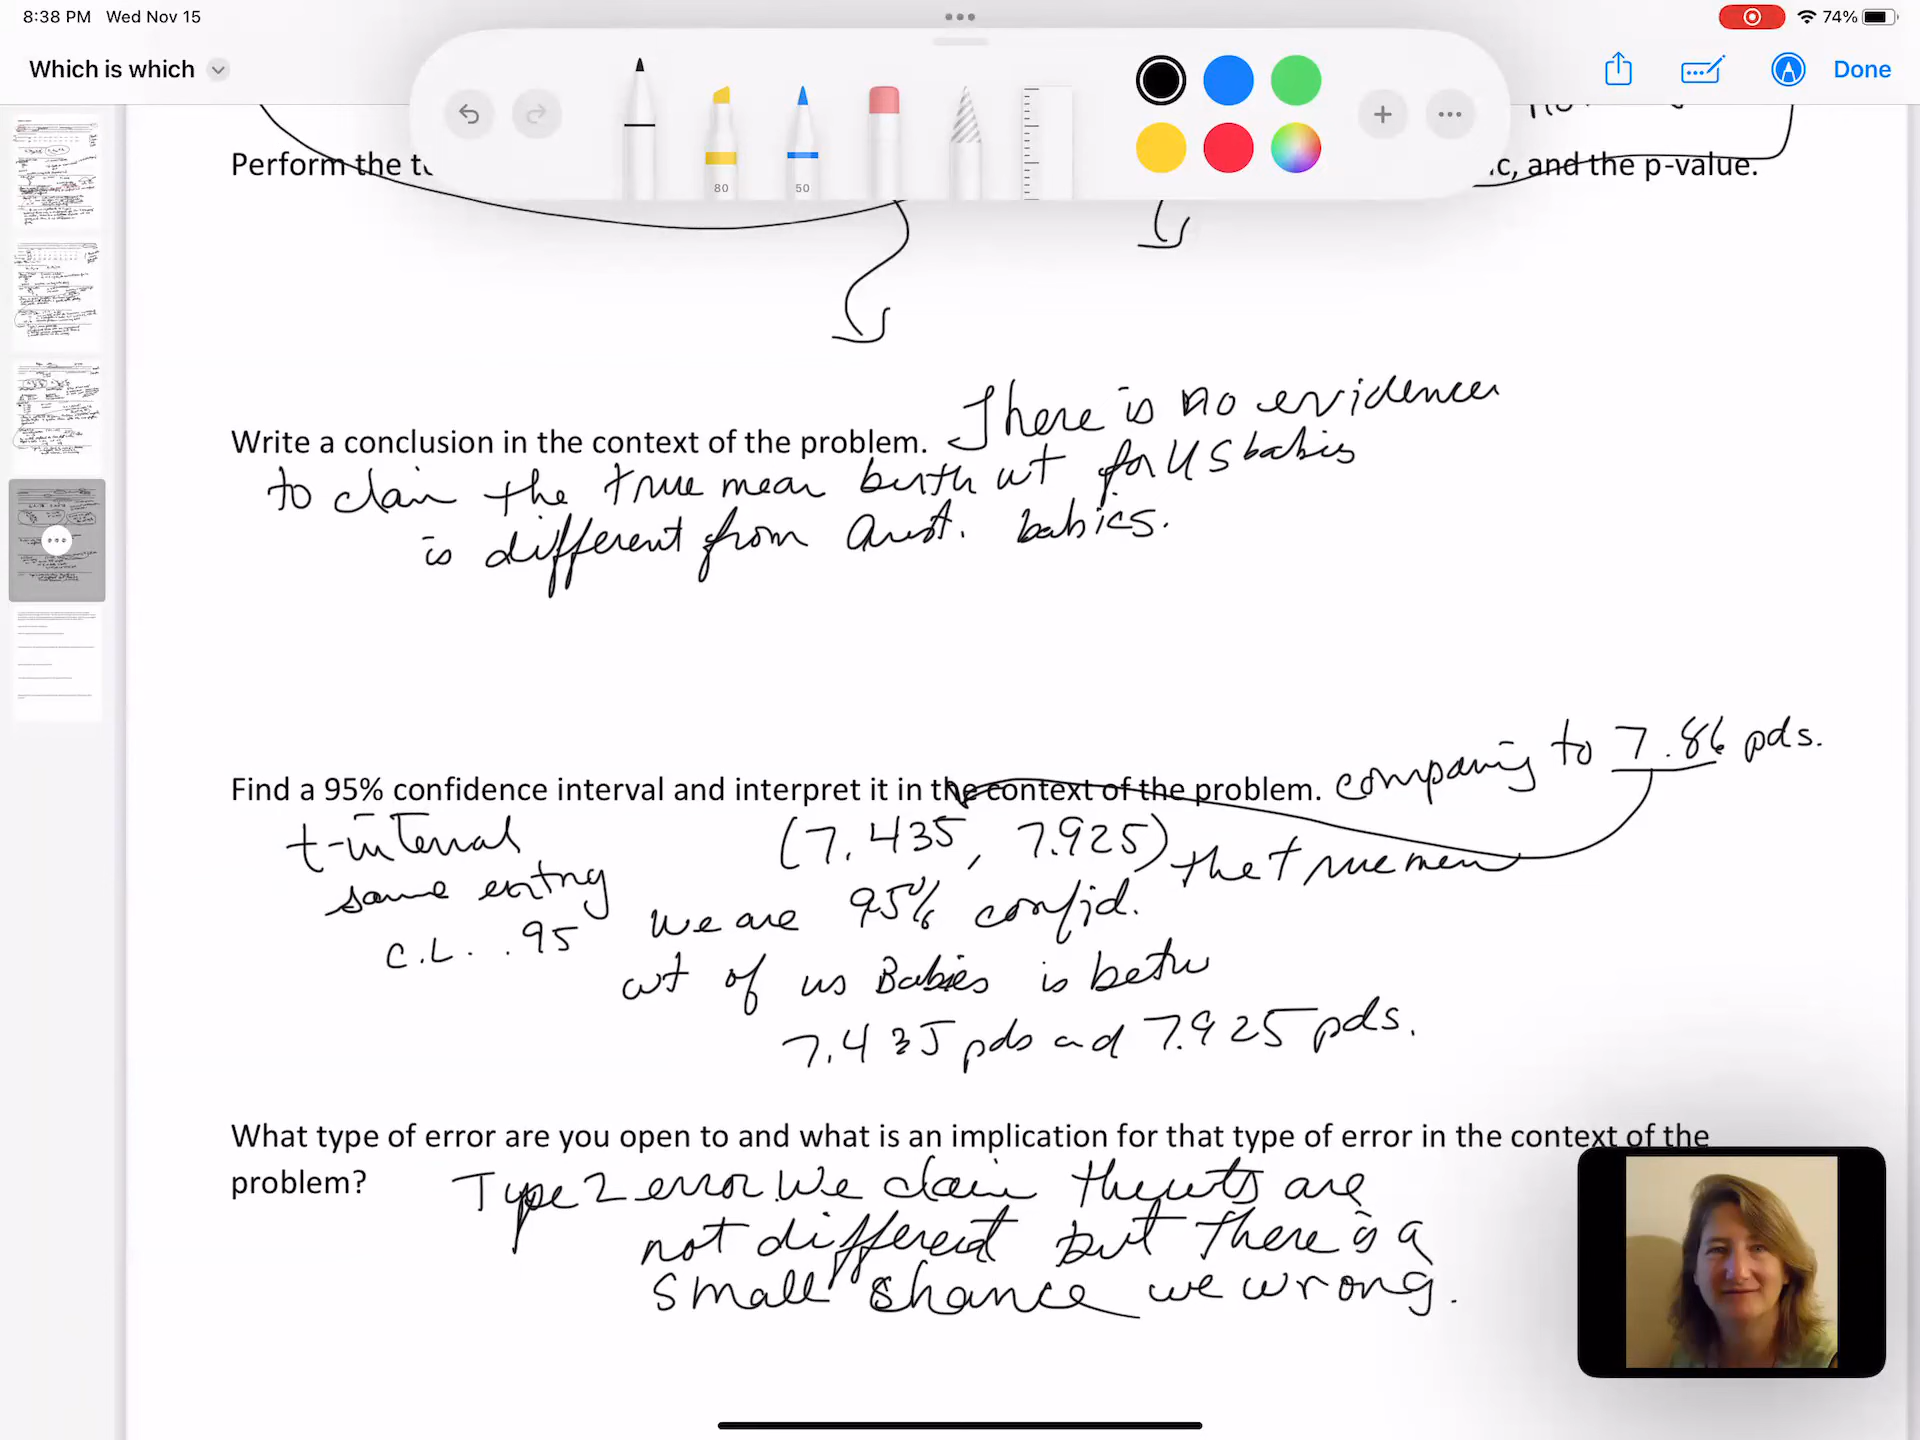 8:38 PM Wed Nov 15
74%
Which is which
Done
80
50
Perform the t
c, and the p-value.
Write a conclusion in the context of the problem. There is no evidence
to claim the true mean birth wt for US babies
is different from Aust. babies.
Find a 95% confidence interval and interpret it in the context of the problem. comparing to 7.86 pds.
t-interval
same entry
C.L. .95
(7.435, 7.925)
We are 95% confid. the true mean
wt of us Babies is betw
7.435 pds and 7.925 pds.
What type of error are you open to and what is an implication for that type of error in the context of the
problem? Type 2 error. We claim the wts are
not different but there is a
small chance we wrong.